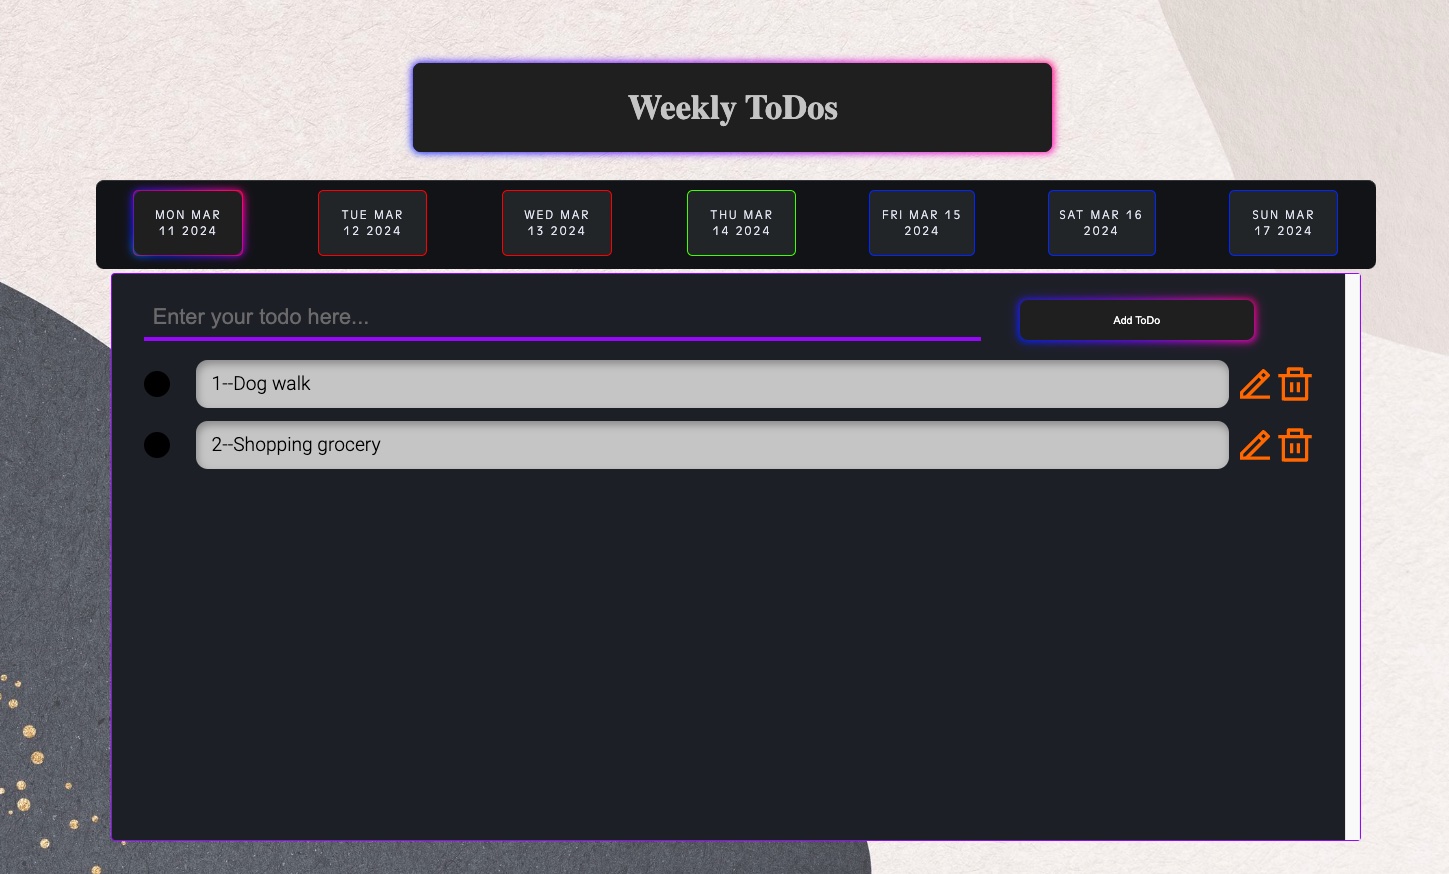 Weekly ToDos
MON MAR
11 2024
TUE MAR
12 2024
WED MAR
13 2024
THU MAR
14 2024
FRI MAR 15
2024
SAT MAR 16
2024
SUN MAR
17 2024
Enter your todo here...
Add ToDo
1--Dog walk
2--Shopping grocery